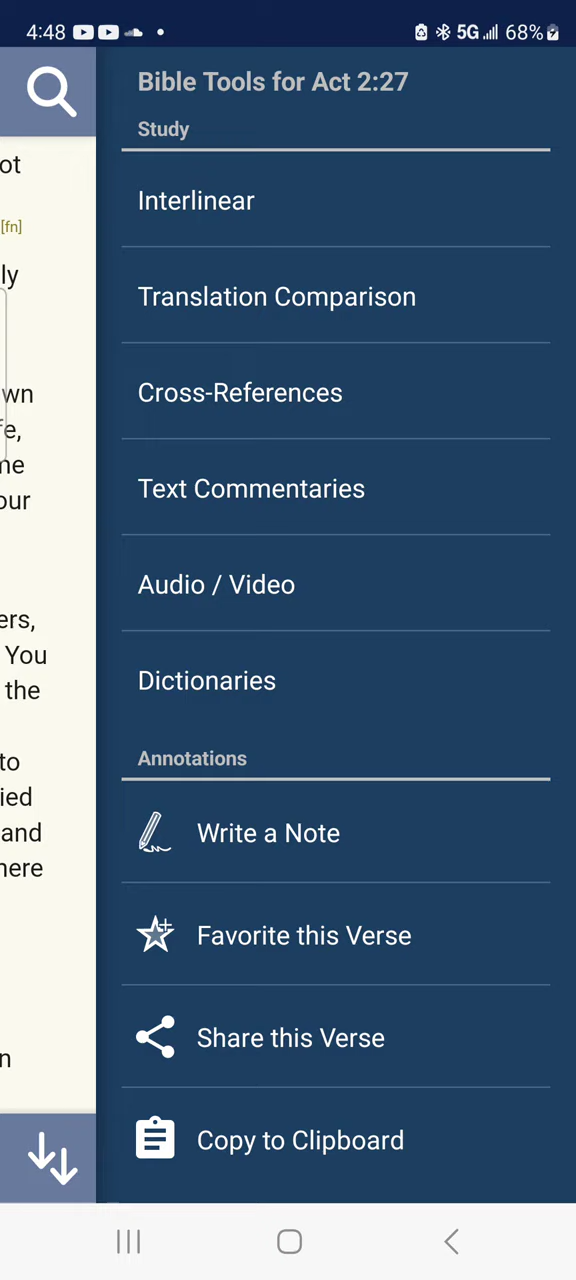 4:48
5G 68%
Bible Tools for Act 2:27
Study
ot
Interlinear
[fn]
ly
Translation Comparison
wn
Cross-References
e,
me
our
Text Commentaries
Audio / Video
ers,
You
the
Dictionaries
to
Annotations
ied
and
Write a Note
here
Favorite this Verse
Share this Verse
n
Copy to Clipboard